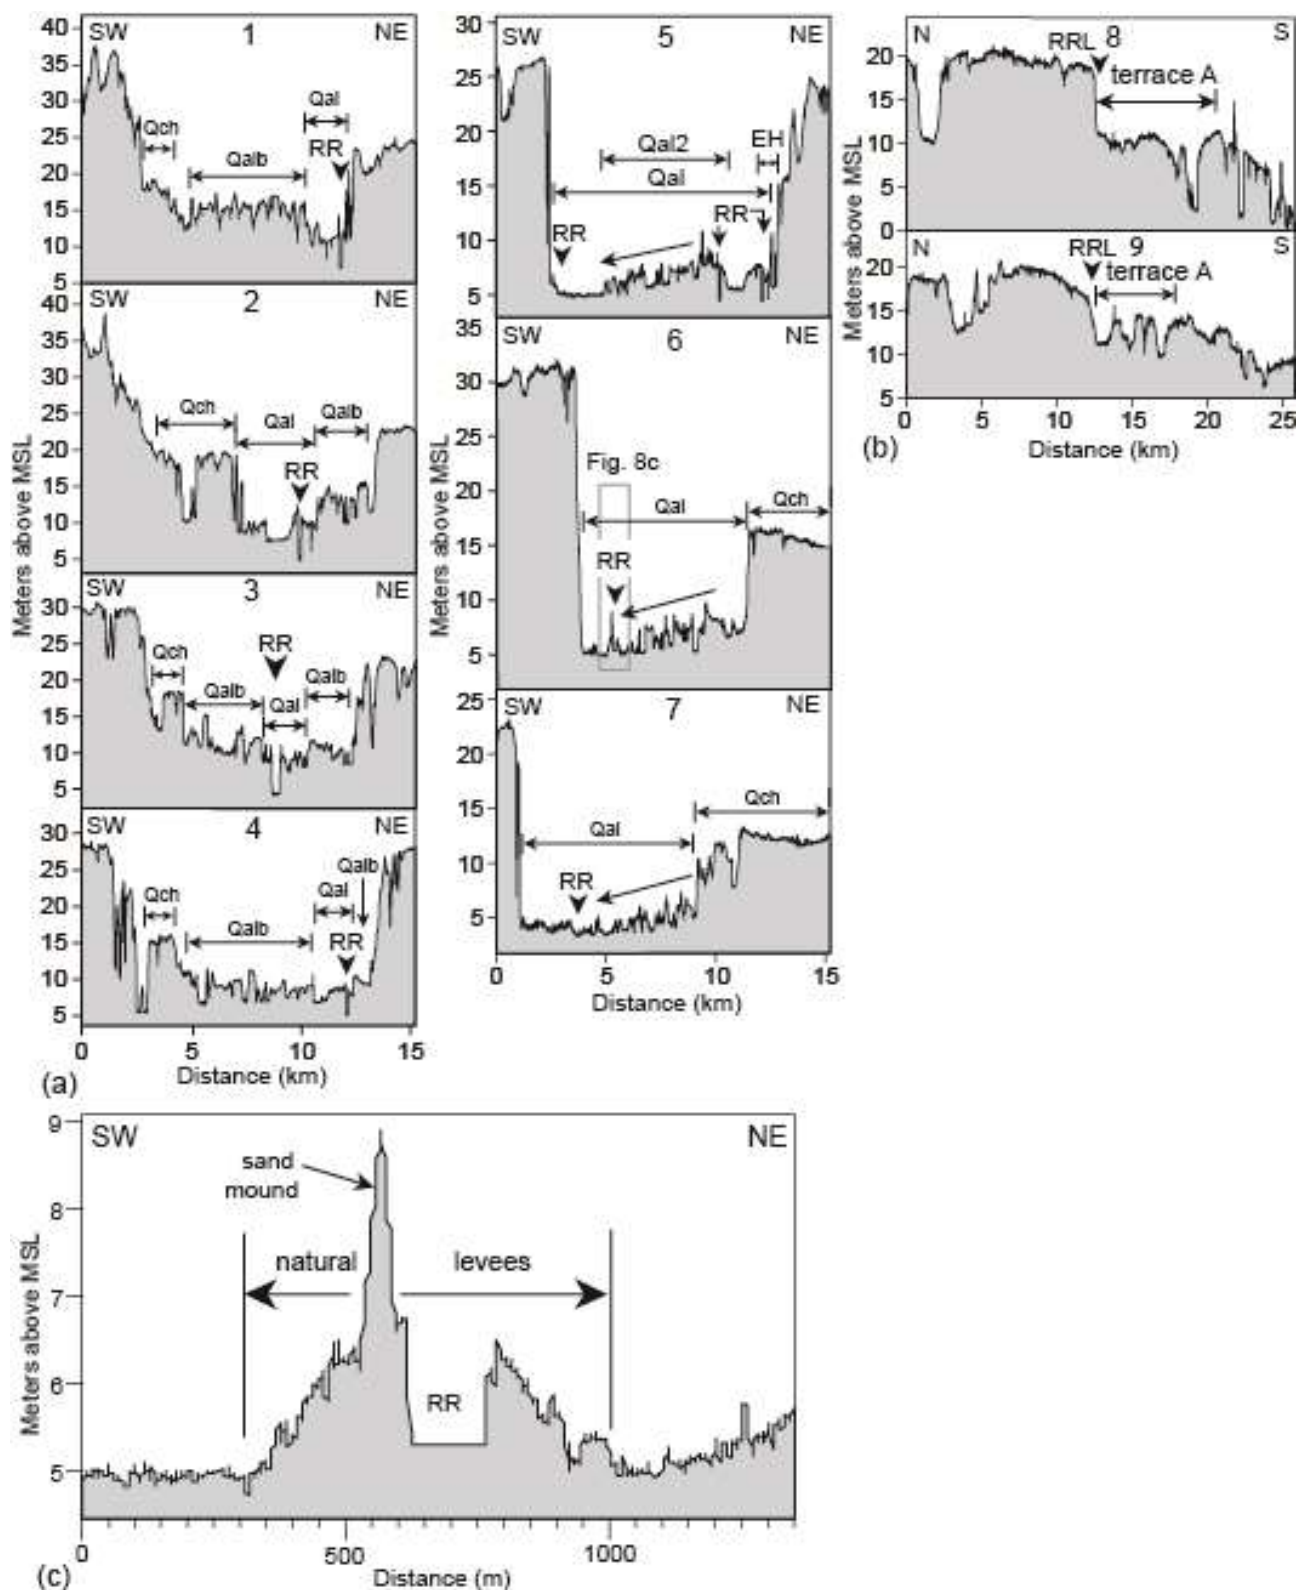 40
SW
1
NE
35
30
Qal
25
Qch
RR
20
Qalb
15
10
5
40
SW
2
NE
35
30
25
Qch
Qal
Qalb
20
RR
15
10
5
Meters above MSL
SW
3
NE
30
RR
25
Qch
Qalb
20
Qalb
Qal
15
10
5
SW
4
NE
30
Qalb
25
Qch
Qal
20
Qalb
RR
15
10
5
0
5
10
15
(a)
Distance (km)
30
SW
5
NE
25
EH
20
Qal2
Qal
15
RR
RR
10
5
35
SW
6
NE
30
Fig. 8c
25
Qch
20
Qal
15
RR
10
5
Meters above MSL
25
SW
7
NE
20
Qch
15
Qal
10
RR
5
0
5
10
15
Distance (km)
N
RRL 8
S
20
terrace A
15
10
5
0
N
RRL 9
S
20
terrace A
15
10
5
Meters above MSL
0
5
10
15
20
25
(b)
Distance (km)
9
SW
NE
sand
mound
8
natural
levees
7
6
RR
5
Meters above MSL
0
500
1000
(c)
Distance (m)